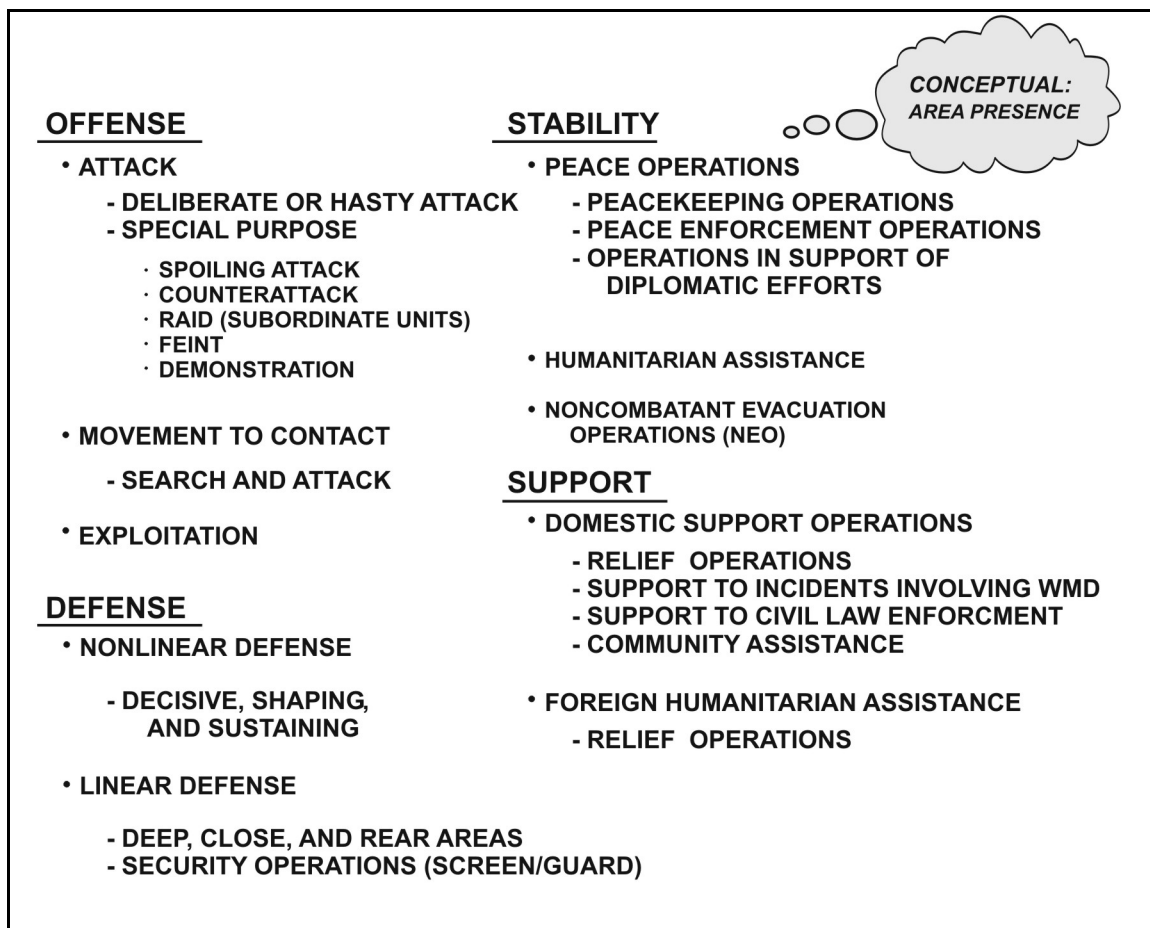 CONCEPTUAL:
AREA PRESENCE
OFFENSE
• ATTACK
- DELIBERATE OR HASTY ATTACK
- SPECIAL PURPOSE
· SPOILING ATTACK
· COUNTERATTACK
· RAID (SUBORDINATE UNITS)
· FEINT
· DEMONSTRATION
• MOVEMENT TO CONTACT
- SEARCH AND ATTACK
• EXPLOITATION
DEFENSE
• NONLINEAR DEFENSE
- DECISIVE, SHAPING,
AND SUSTAINING
• LINEAR DEFENSE
- DEEP, CLOSE, AND REAR AREAS
- SECURITY OPERATIONS (SCREEN/GUARD)
STABILITY
• PEACE OPERATIONS
- PEACEKEEPING OPERATIONS
- PEACE ENFORCEMENT OPERATIONS
- OPERATIONS IN SUPPORT OF
DIPLOMATIC EFFORTS
• HUMANITARIAN ASSISTANCE
• NONCOMBATANT EVACUATION
OPERATIONS (NEO)
SUPPORT
• DOMESTIC SUPPORT OPERATIONS
- RELIEF OPERATIONS
- SUPPORT TO INCIDENTS INVOLVING WMD
- SUPPORT TO CIVIL LAW ENFORCMENT
- COMMUNITY ASSISTANCE
• FOREIGN HUMANITARIAN ASSISTANCE
- RELIEF OPERATIONS